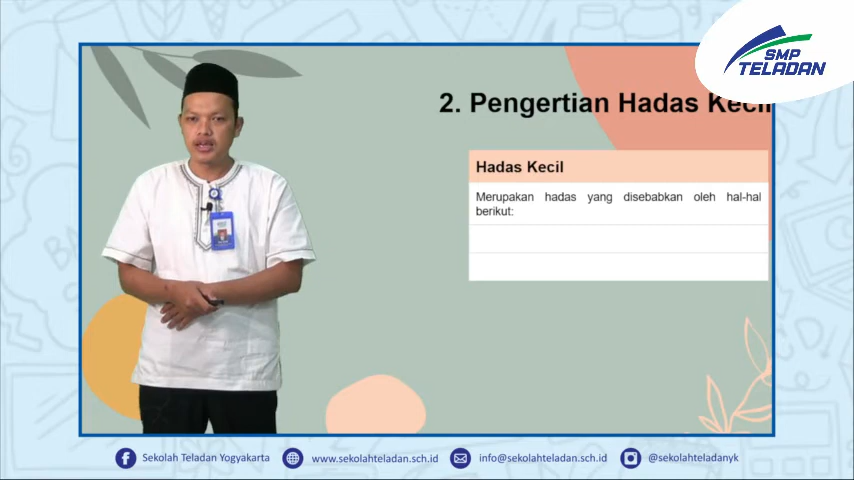 SMP
TELADAN
2. Pengertian Hadas Kecil
Hadas Kecil
Merupakan hadas yang disebabkan oleh hal-hal
berikut:
Sekolah Teladan Yogyakarta
www.sekolahteladan.sch.id
info@sekolahteladan.sch.id
@sekolahteladanyk